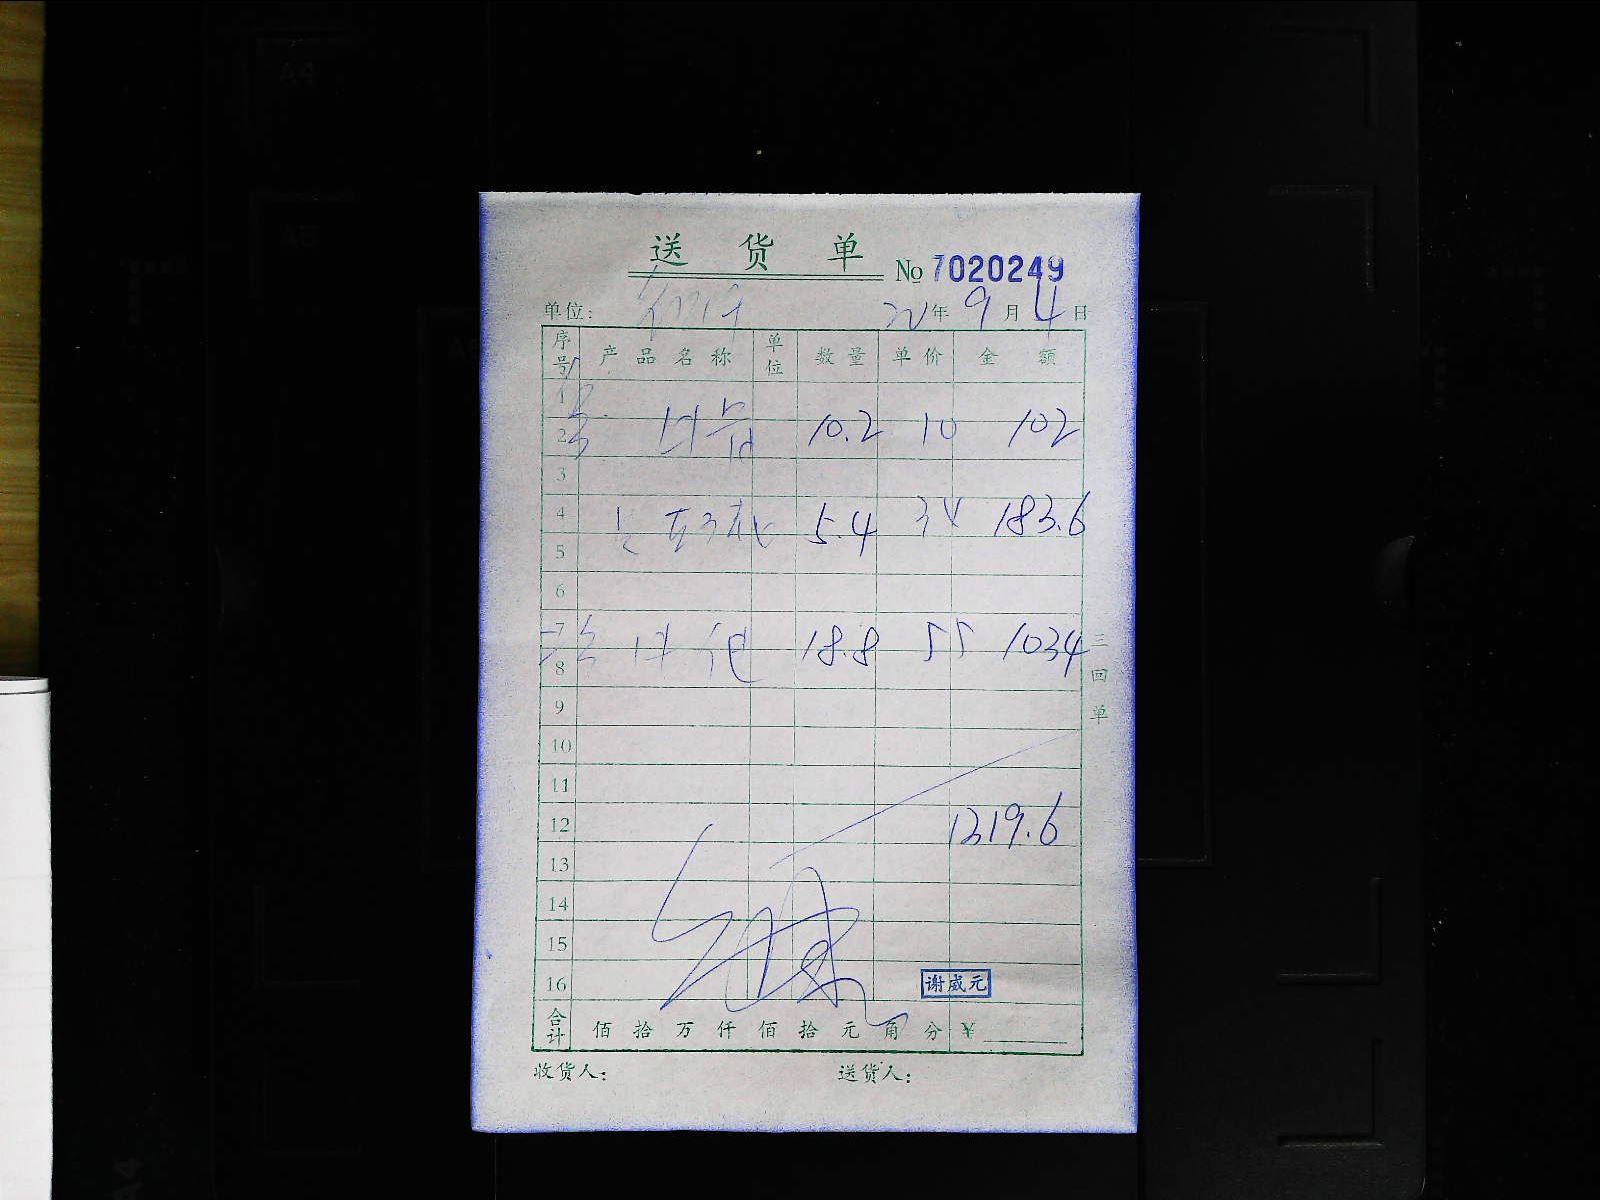 送货单 No 7020249
单位: 年 9 月 4 日
序号 产品名称 单位 数量 单价 金额
1
2 10.2 10 102
3
4 5.4 34 183.6
5
6
7 18.8 55 1034
8
9
10
11
12 1319.6
13
14
15
16 谢威元
合计 佰 拾 万 仟 佰 拾 元 角 分 ¥
收货人: 送货人:
三回单